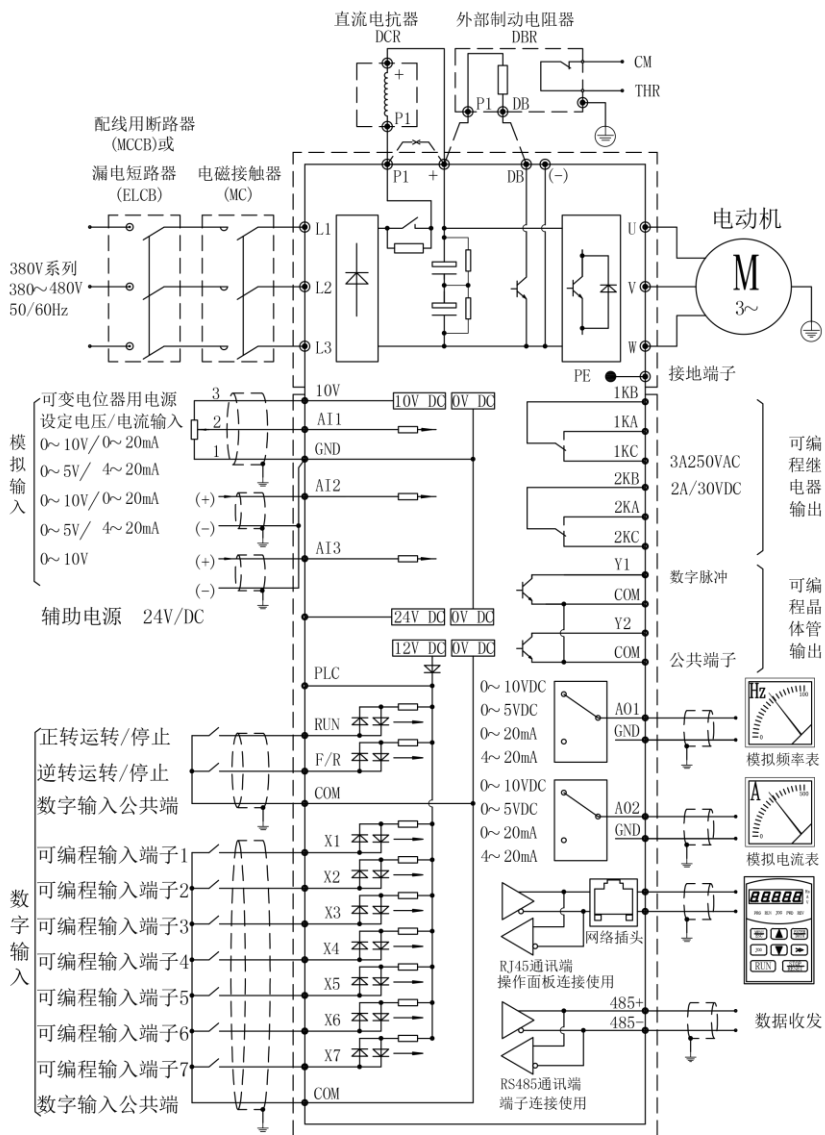 直流电抗器
DCR
外部制动电阻器
DBR
+
P1
P1
DB
CM
THR
配线用断路器
(MCCB)或
漏电短路器
(ELCB)
电磁接触器
(MC)
P1
+
DB
(-)
L1
L2
L3
380V系列
380~480V
50/60Hz
U
V
W
电动机
M
3~
PE
接地端子
模拟输入
可变电位器用电源
设定电压/电流输入
0~10V/0~20mA
0~5V/ 4~20mA
0~10V/0~20mA
0~5V/ 4~20mA
0~10V
3
2
1
(+)
(-)
(+)
(-)
10V
AI1
GND
AI2
AI3
10V DC
0V DC
辅助电源 24V/DC
24V DC
0V DC
12V DC
0V DC
PLC
1KB
1KA
1KC
2KB
2KA
2KC
3A250VAC
2A/30VDC
可编程继电器输出
Y1
COM
Y2
COM
数字脉冲
公共端子
可编程晶体管输出
数字输入
正转运转/停止
逆转运转/停止
数字输入公共端
可编程输入端子1
可编程输入端子2
可编程输入端子3
可编程输入端子4
可编程输入端子5
可编程输入端子6
可编程输入端子7
数字输入公共端
RUN
F/R
COM
X1
X2
X3
X4
X5
X6
X7
COM
0~10VDC
0~5VDC
0~20mA
4~20mA
AO1
GND
Hz
模拟频率表
0~10VDC
0~5VDC
0~20mA
4~20mA
AO2
GND
A
模拟电流表
网络插头
RJ45通讯端
操作面板连接使用
88888
RUN
485+
485-
数据收发
RS485通讯端
端子连接使用